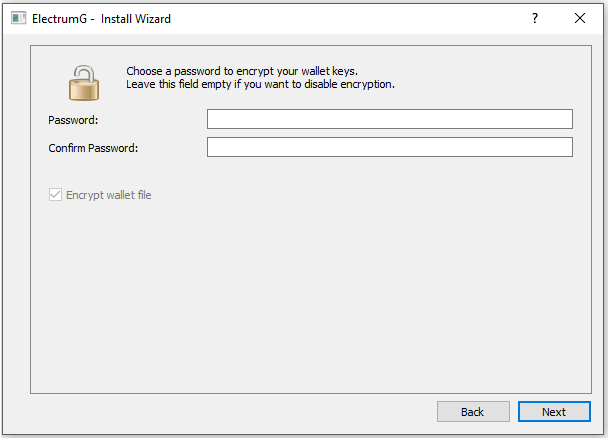 ElectrumG -  Install Wizard
?
Choose a password to encrypt your wallet keys.
Leave this field empty if you want to disable encryption.
Password:
Confirm Password:
Encrypt wallet file
Back
Next